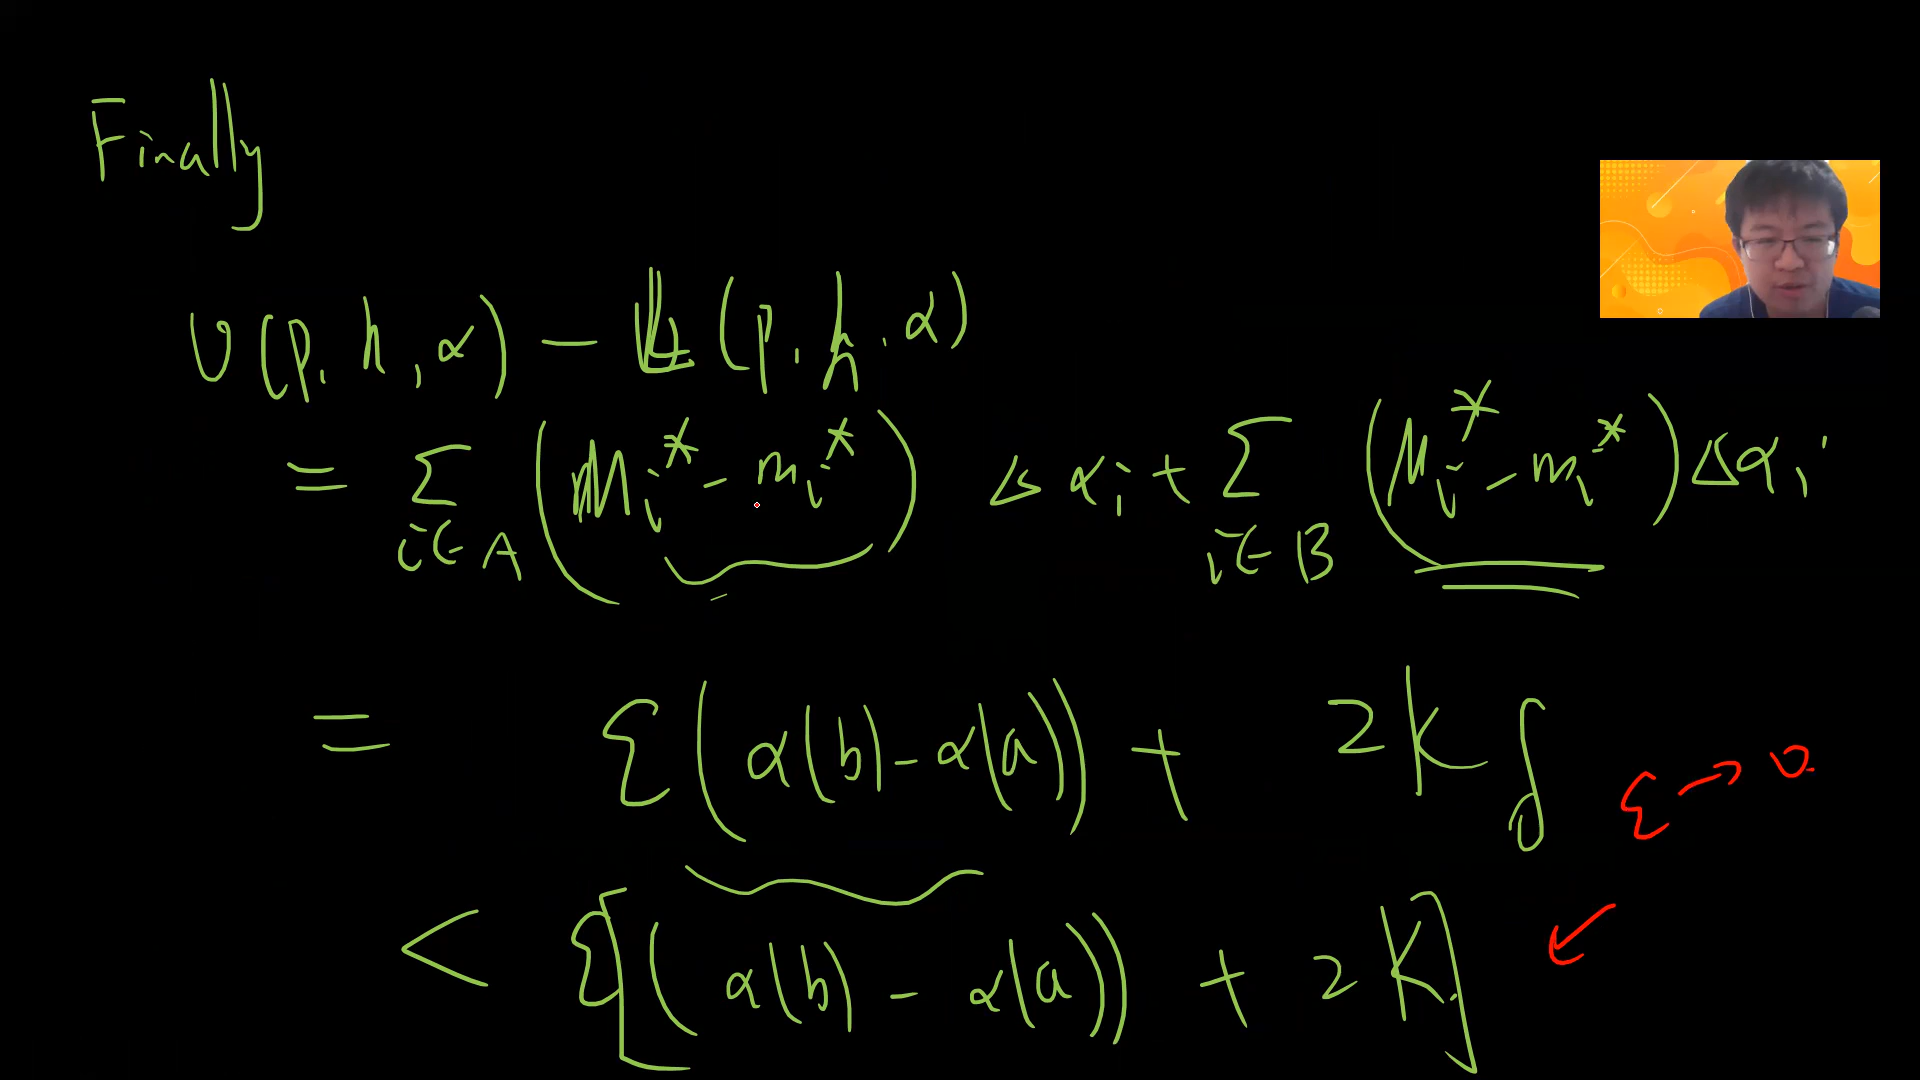 Finally
U(p, h, α) - L(p, h, α)
= Σ_{i∈A} (M_i^* - m_i^*) Δα_i + Σ_{i∈B} (M_i^* - m_i^*) Δα_i
= ε(α(b) - α(a)) + 2Kδ
ε → 0.
< ε[(α(b) - α(a)) + 2K]